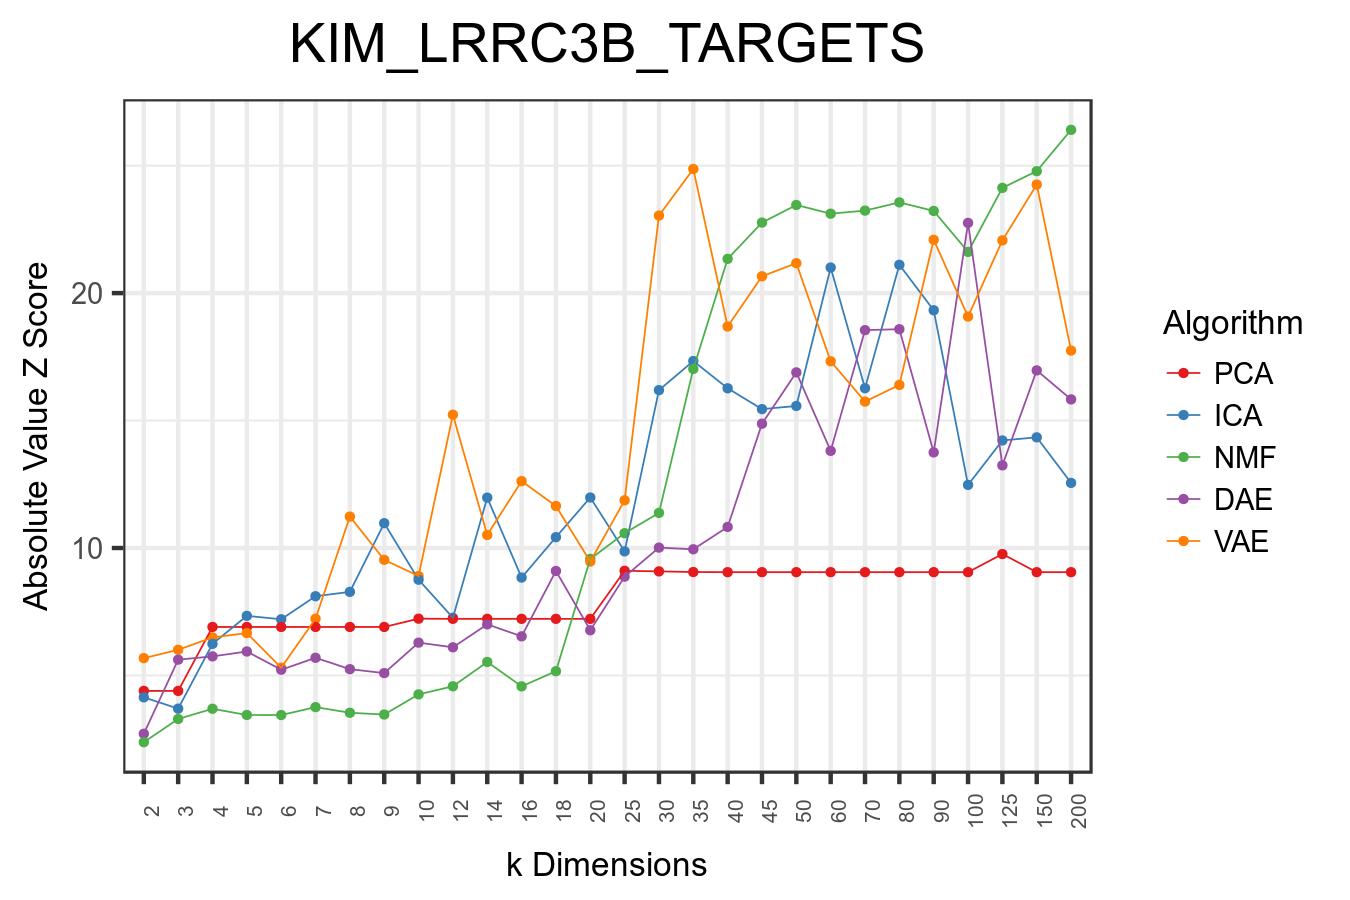 KIM_LRRC3B_TARGETS
Absolute Value Z Score
20
10
2 3 4 5 6 7 8 9 10 12 14 16 18 20 25 30 35 40 45 50 60 70 80 90 100 125 150 200
k Dimensions
Algorithm
PCA
ICA
NMF
DAE
VAE